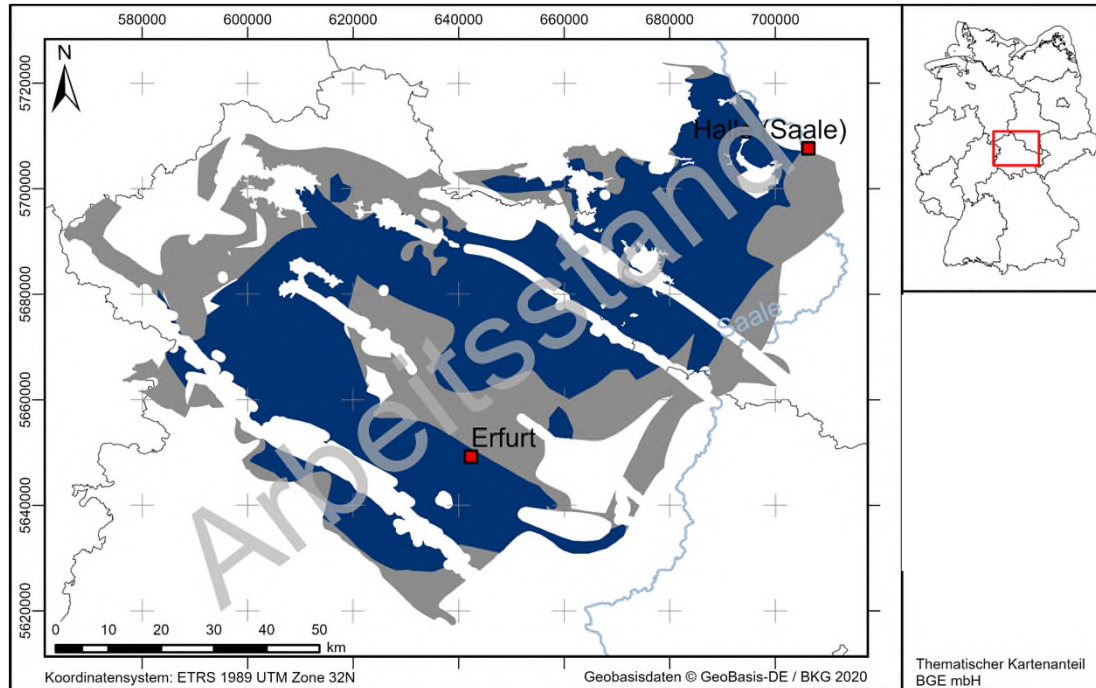 580000 600000 620000 640000 660000 680000 700000
N
5720000
5700000
5680000
5660000
5640000
5620000
Halle (Saale)
Saale
Erfurt
Arbeitsstand
0 10 20 30 40 50
km
Koordinatensystem: ETRS 1989 UTM Zone 32N
Geobasisdaten © GeoBasis-DE / BKG 2020
Thematischer Kartenanteil
BGE mbH